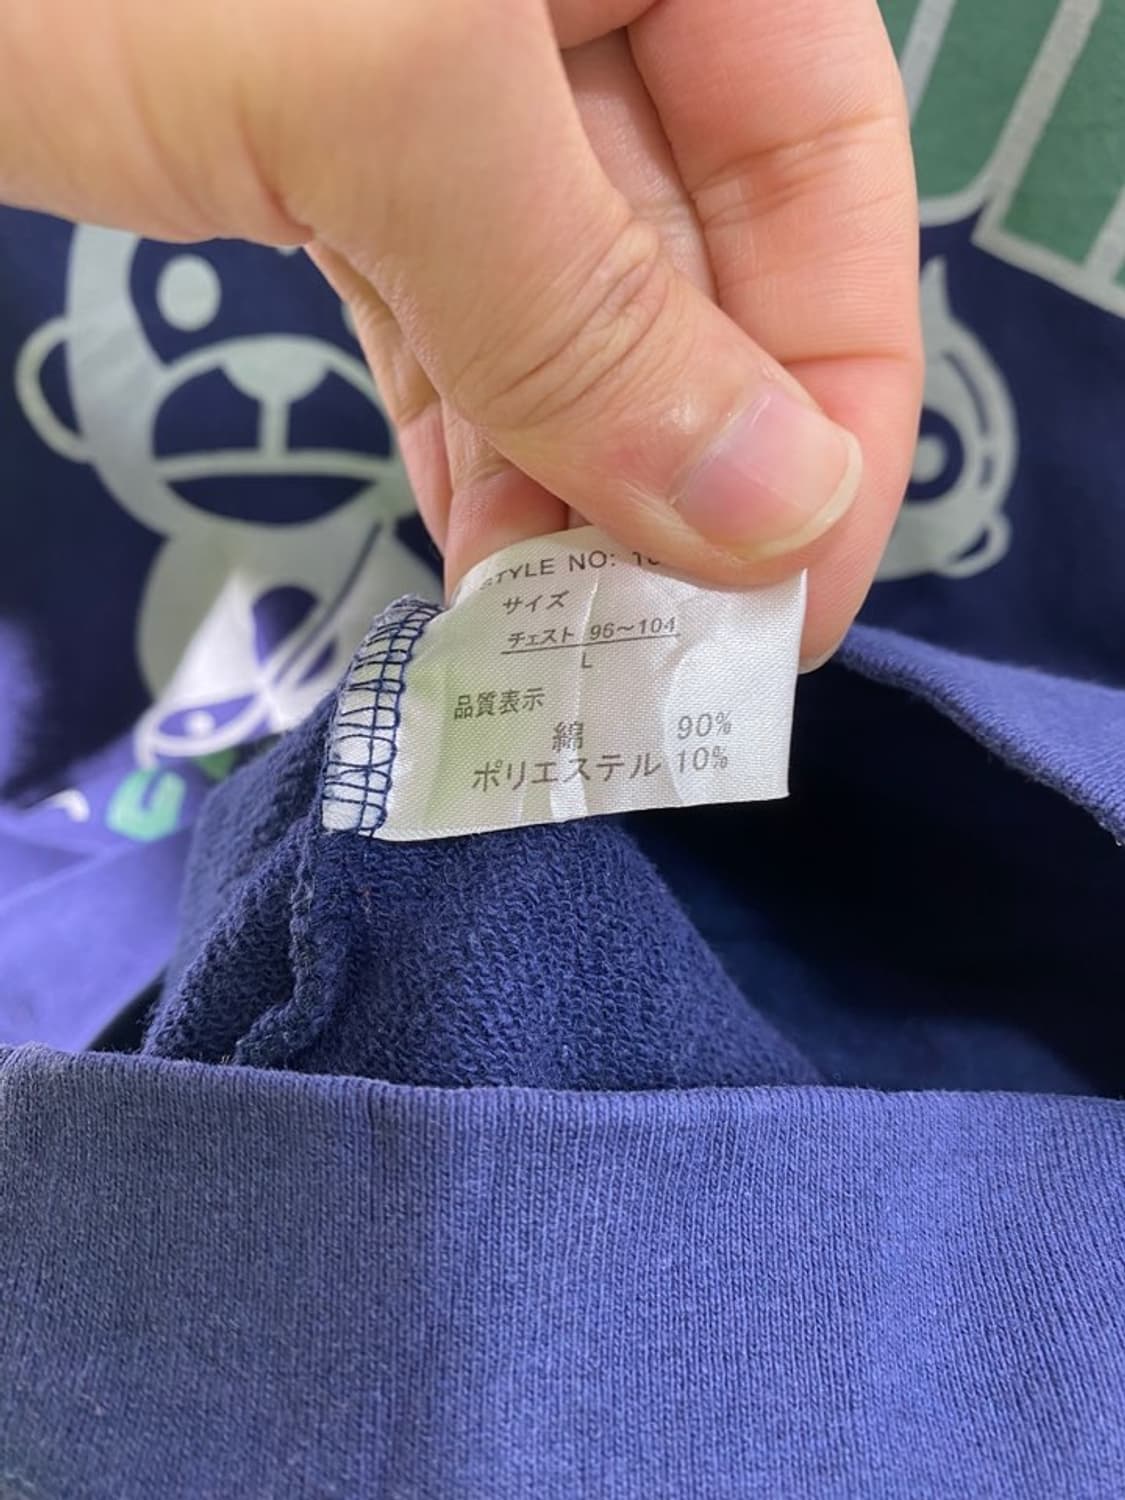 STYLE NO:
サイズ
チェスト 96～104
L
品質表示
綿 90%
ポリエステル 10%